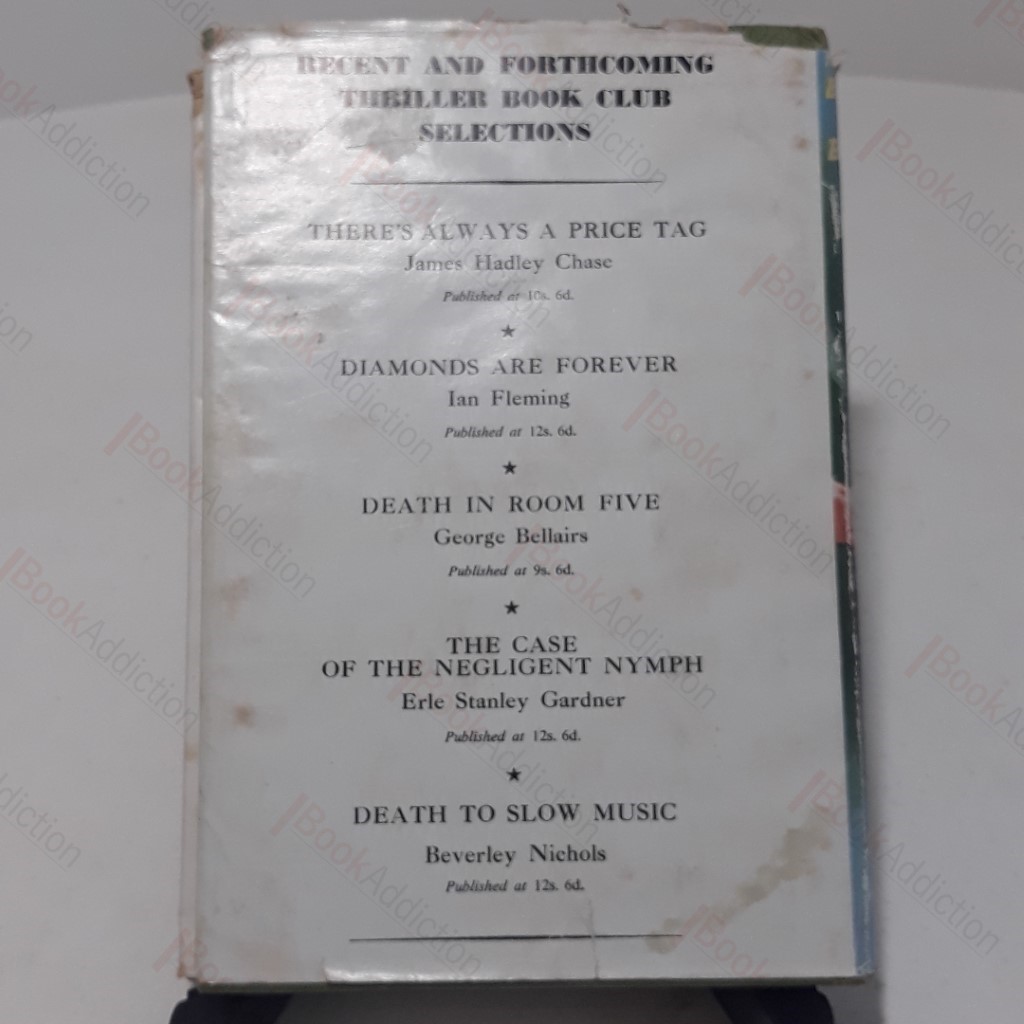 RECENT AND FORTHCOMING
THRILLER BOOK CLUB
SELECTIONS
THERE'S ALWAYS A PRICE TAG
James Hadley Chase
Published at 10s. 6d.
★
DIAMONDS ARE FOREVER
Ian Fleming
Published at 12s. 6d.
★
DEATH IN ROOM FIVE
George Bellairs
Published at 9s. 6d.
★
THE CASE
OF THE NEGLIGENT NYMPH
Erle Stanley Gardner
Published at 12s. 6d.
★
DEATH TO SLOW MUSIC
Beverley Nichols
Published at 12s. 6d.
BookAddiction